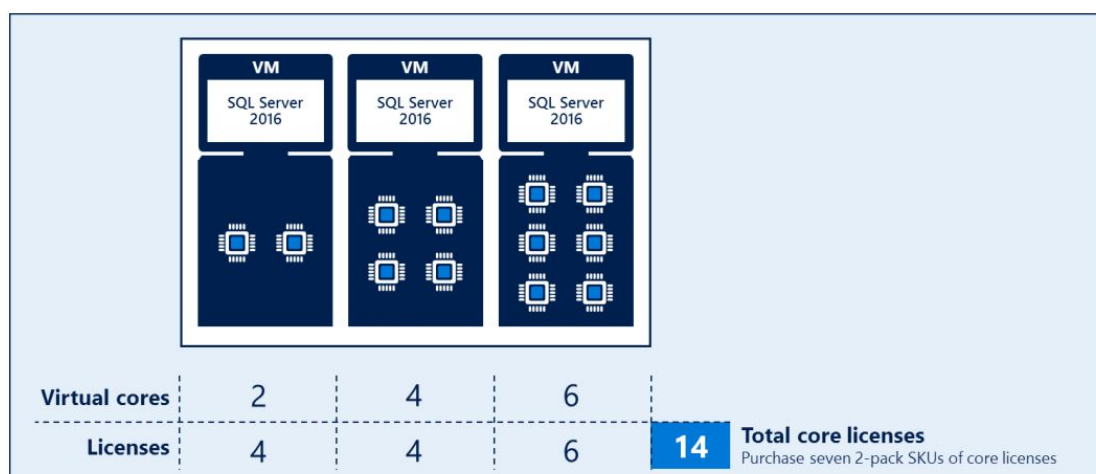 VM VM VM
SQL Server 2016 SQL Server 2016 SQL Server 2016
Virtual cores 2 4 6
Licenses 4 4 6 14 Total core licenses
Purchase seven 2-pack SKUs of core licenses